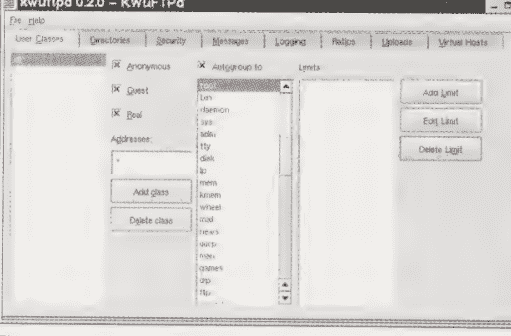 kwuftpd 0.2.0 – KWuFTPd
File Help
User Classes Directories Security Messages Logging Ratios Uploads Virtual Hosts
Anonymous
Autogroup to
Limits
Guest
Real
Addresses:
*
Add class
Delete class
root
bin
daemon
sys
adm
tty
disk
lp
mem
kmem
wheel
mail
news
uucp
man
games
ftp
Add Limit
Edit Limit
Delete Limit